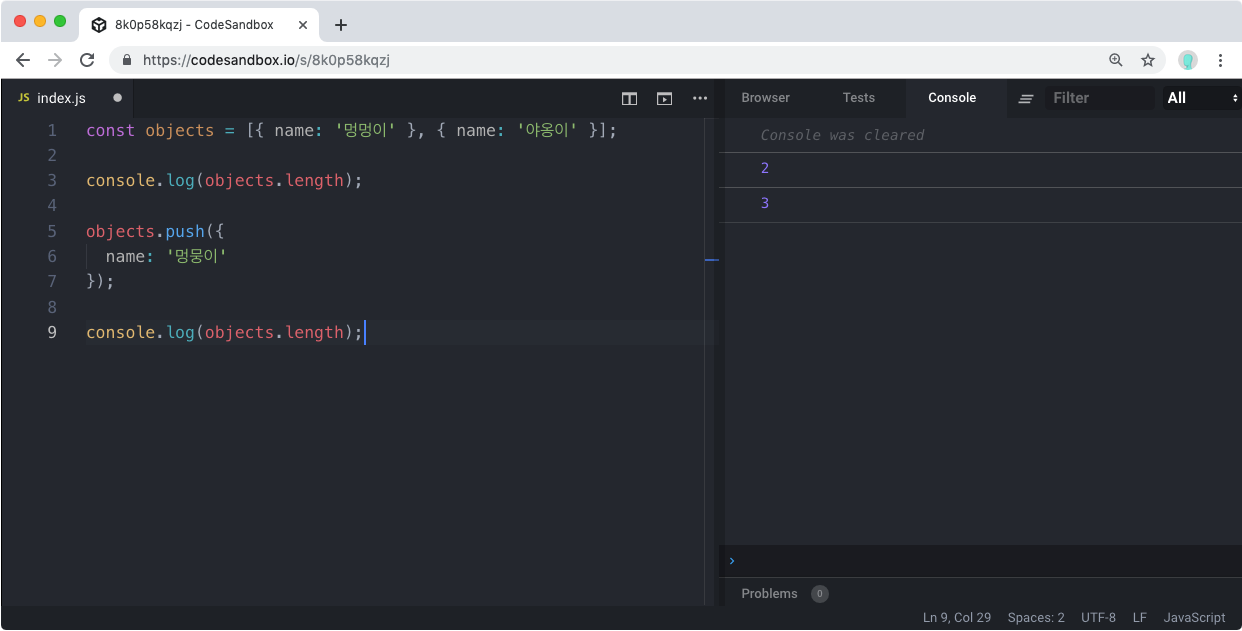 8k0p58kqzj - CodeSandbox
https://codesandbox.io/s/8k0p58kqzj
JS index.js
Browser Tests Console Filter All
1 const objects = [{ name: '멍멍이' }, { name: '야옹이' }];
2
3 console.log(objects.length);
4
5 objects.push({
6 name: '멍뭉이'
7 });
8
9 console.log(objects.length);
Console was cleared
2
3
Problems 0
Ln 9, Col 29 Spaces: 2 UTF-8 LF JavaScript